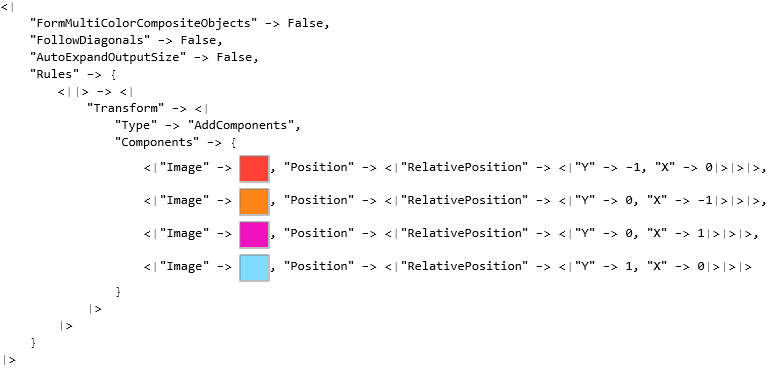 <|
"FormMultiColorCompositeObjects" -> False,
"FollowDiagonals" -> False,
"AutoExpandOutputSize" -> False,
"Rules" -> {
<||> -> <|
"Transform" -> <|
"Type" -> "AddComponents",
"Components" -> {
<|"Image" -> , "Position" -> <|"RelativePosition" -> <|"Y" -> -1, "X" -> 0|>|>|>,
<|"Image" -> , "Position" -> <|"RelativePosition" -> <|"Y" -> 0, "X" -> -1|>|>|>,
<|"Image" -> , "Position" -> <|"RelativePosition" -> <|"Y" -> 0, "X" -> 1|>|>|>,
<|"Image" -> , "Position" -> <|"RelativePosition" -> <|"Y" -> 1, "X" -> 0|>|>|>
}
|>
|>
}
|>